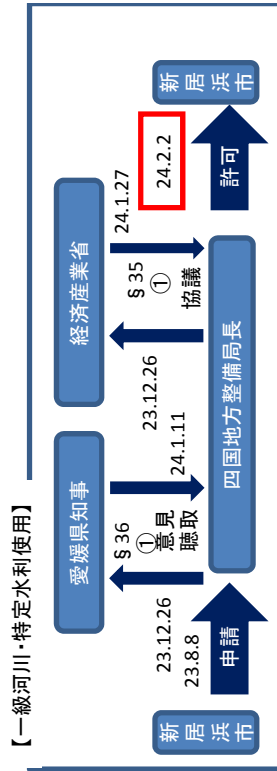 【一級河川・特定水利使用】
愛媛県知事
経済産業省
23.12.26
§36
①
意見
聴取
24.1.11
23.12.26
§35
①
協議
24.1.27
新居浜市
23.8.8
申請
四国地方整備局長
24.2.2
許可
新居浜市